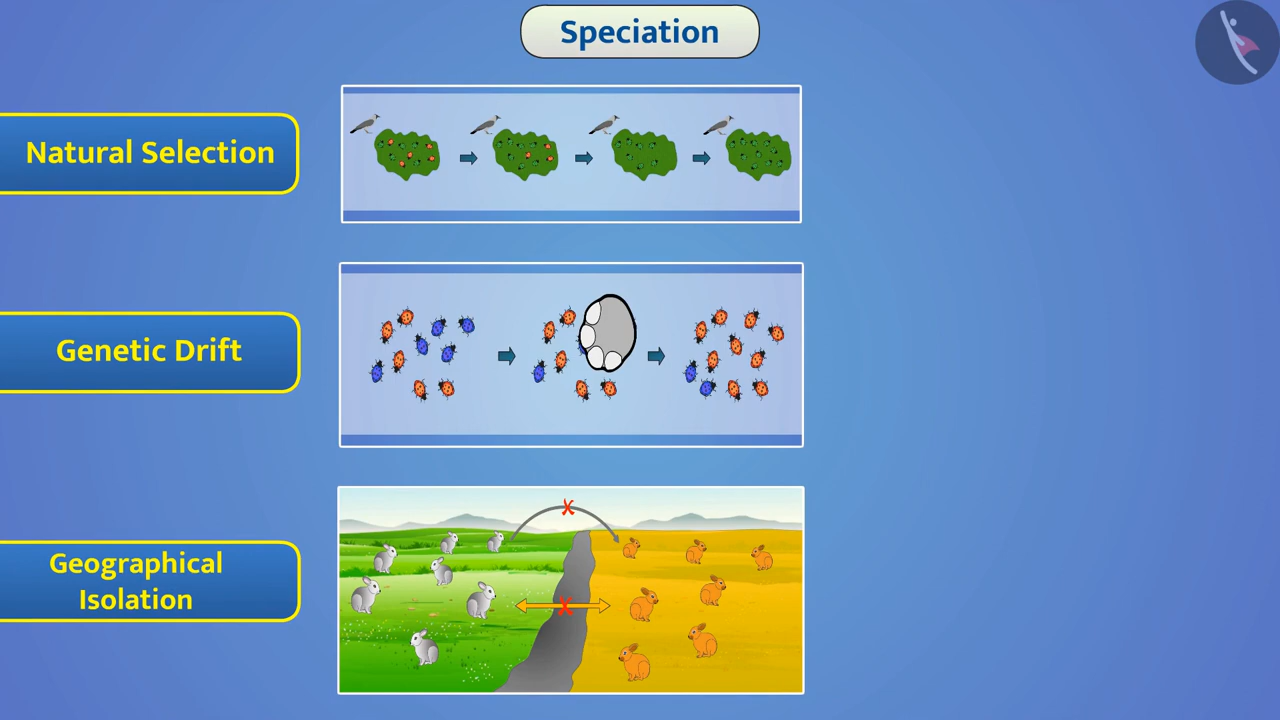 Speciation
Natural Selection
Genetic Drift
Geographical
Isolation